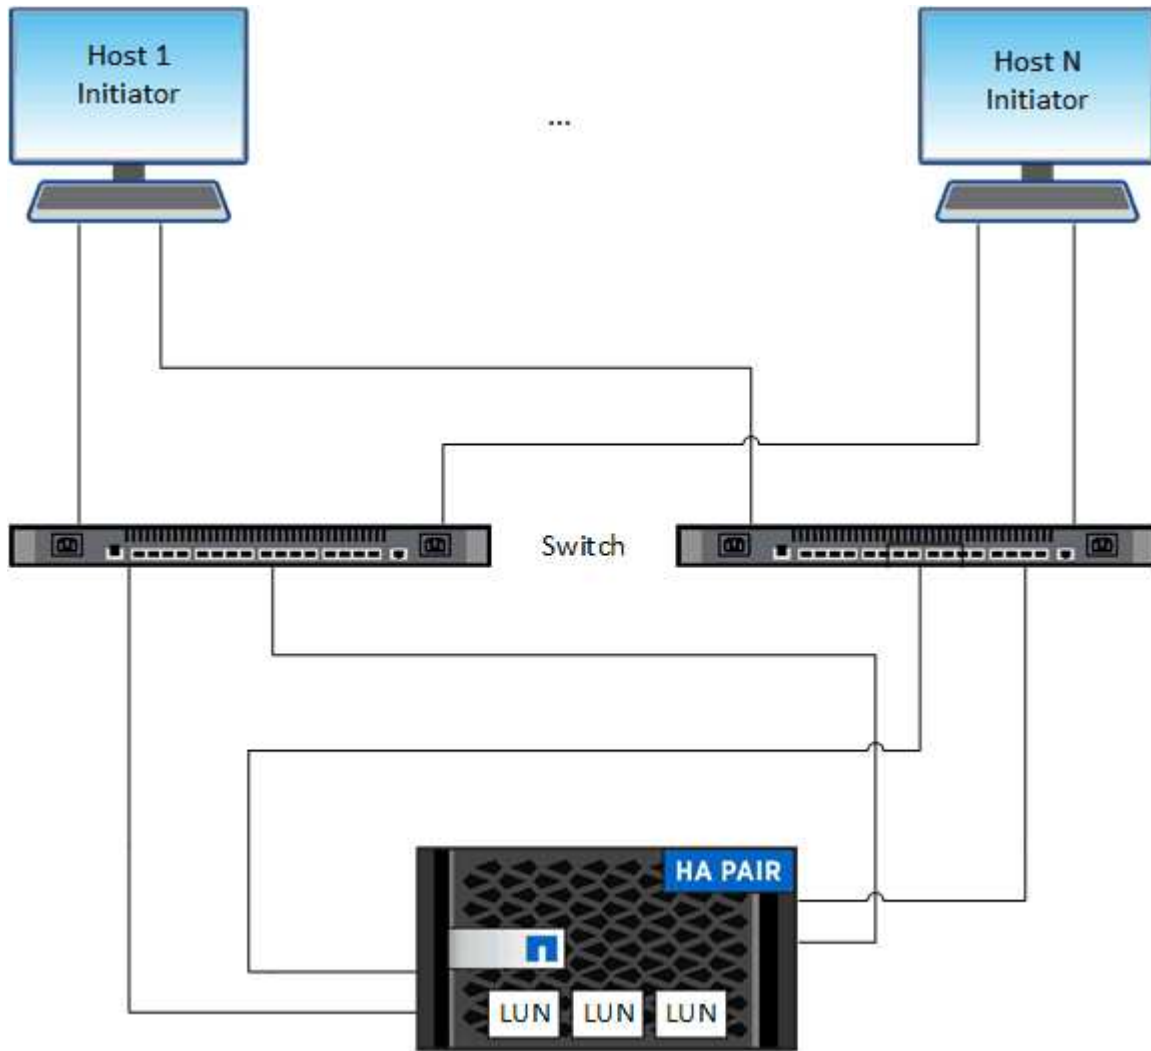 Host 1
Initiator
...
Host N
Initiator
Switch
HA PAIR
LUN LUN LUN